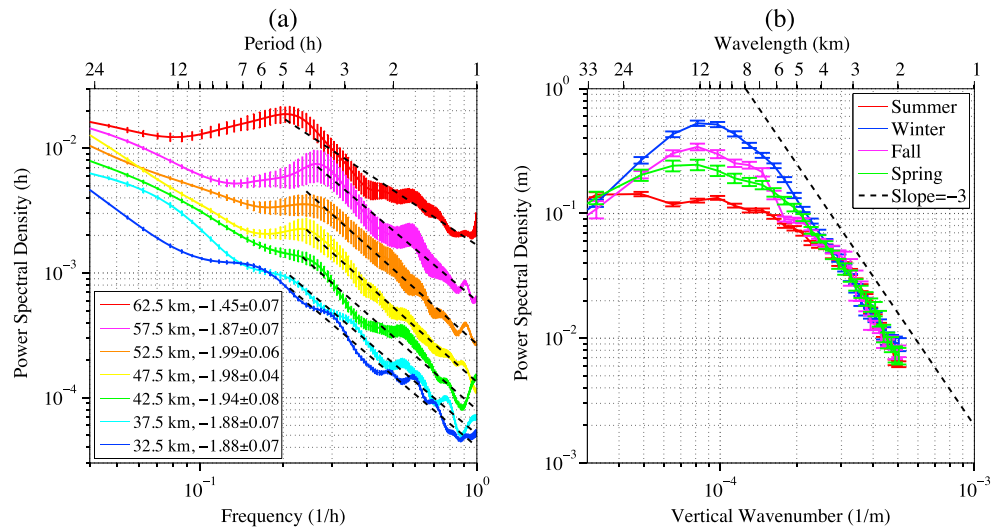 (a)
Period (h)
24 12 7 6 5 4 3 2 1
Power Spectral Density (h)
10⁻²
10⁻³
10⁻⁴
62.5 km, −1.45±0.07
57.5 km, −1.87±0.07
52.5 km, −1.99±0.06
47.5 km, −1.98±0.04
42.5 km, −1.94±0.08
37.5 km, −1.88±0.07
32.5 km, −1.88±0.07
10⁻¹ 10⁰
Frequency (1/h)
(b)
Wavelength (km)
33 24 12 8 6 5 4 3 2 1
Power Spectral Density (m)
10⁰
10⁻¹
10⁻²
10⁻³
Summer
Winter
Fall
Spring
Slope=−3
10⁻⁴ 10⁻³
Vertical Wavenumber (1/m)